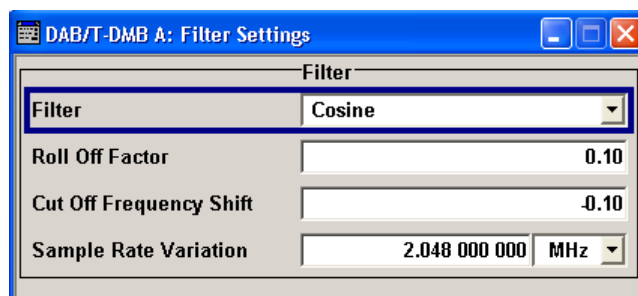 DAB/T-DMB A: Filter Settings
Filter
Filter Cosine
Roll Off Factor 0.10
Cut Off Frequency Shift -0.10
Sample Rate Variation 2.048 000 000 MHz